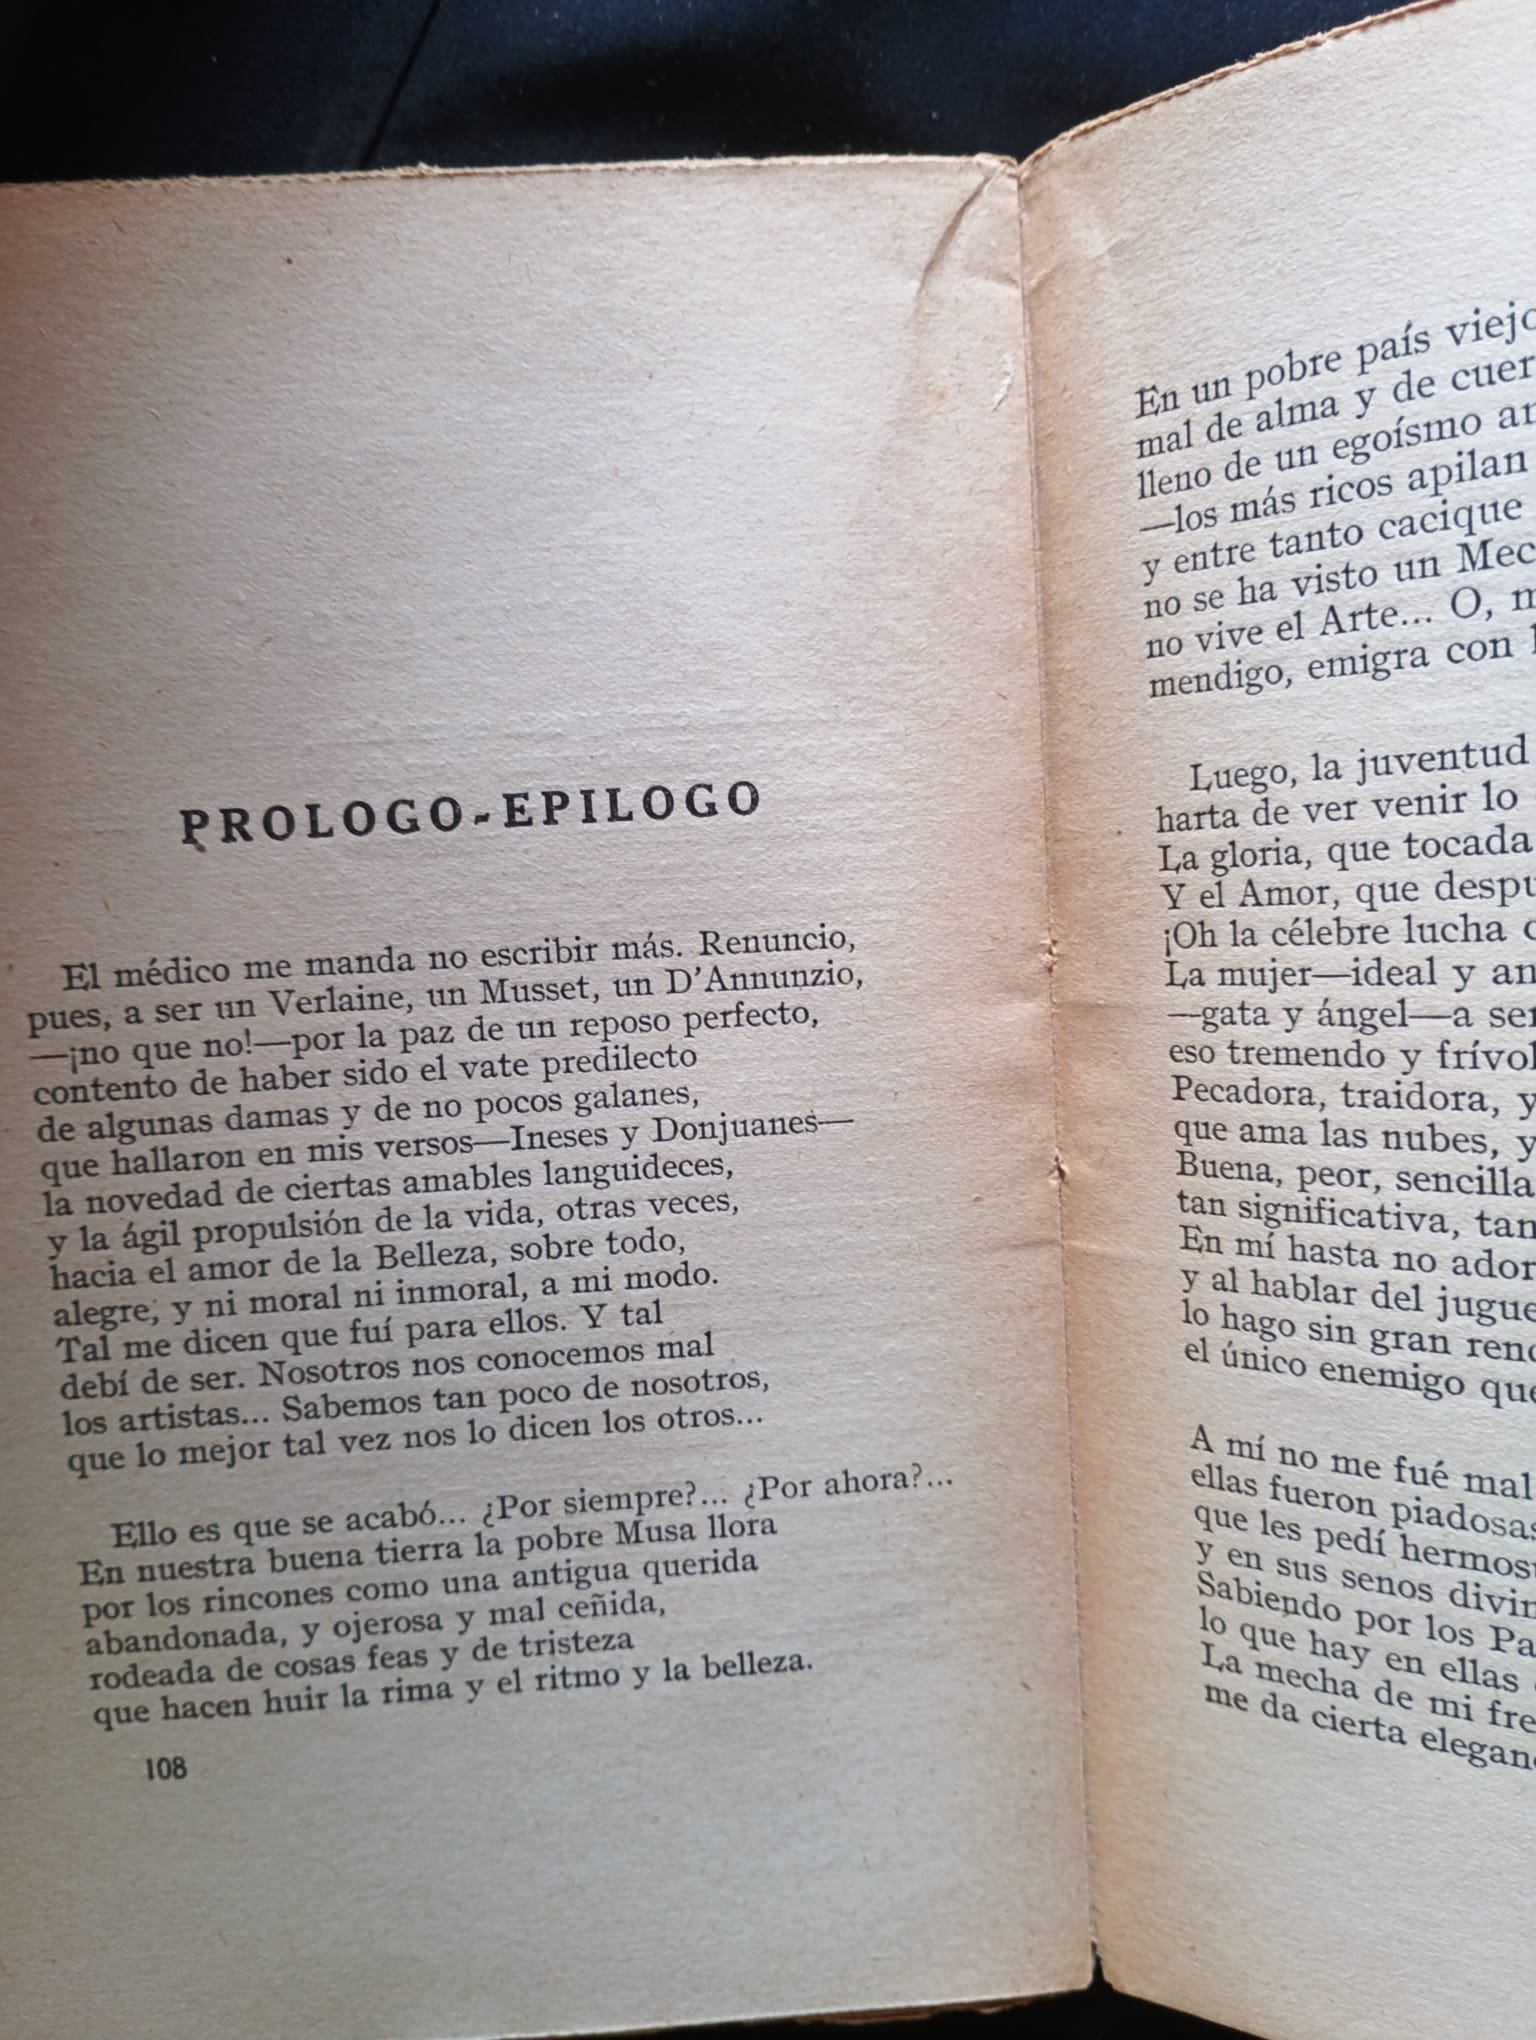 PROLOGO-EPILOGO
El médico me manda no escribir más. Renuncio,
pues, a ser un Verlaine, un Musset, un D'Annunzio,
—¡no que no!—por la paz de un reposo perfecto,
contento de haber sido el vate predilecto
de algunas damas y de no pocos galanes,
que hallaron en mis versos—Ineses y Donjuanes—
la novedad de ciertas amables languideces,
y la ágil propulsión de la vida, otras veces,
hacia el amor de la Belleza, sobre todo,
alegre, y ni moral ni inmoral, a mi modo.
Tal me dicen que fuí para ellos. Y tal
debí de ser. Nosotros nos conocemos mal
los artistas... Sabemos tan poco de nosotros,
que lo mejor tal vez nos lo dicen los otros...
Ello es que se acabó... ¿Por siempre?... ¿Por ahora?...
En nuestra buena tierra la pobre Musa llora
por los rincones como una antigua querida
abandonada, y ojerosa y mal ceñida,
rodeada de cosas feas y de tristeza
que hacen huir la rima y el ritmo y la belleza.
108
En un pobre país viejo
mal de alma y de
lleno de un egoísmo
—los más ricos apilan
y entre tanto cacique
no se ha visto un
no vive el Arte... O,
mendigo, emigra con
Luego, la juventud
harta de ver venir lo
La gloria, que tocada
Y el Amor, que
¡Oh la célebre lucha
La mujer—ideal y
—gata y ángel—a
eso tremendo y
Pecadora, traidora, y
que ama las nubes, y
Buena, peor, sencilla
tan significativa,
En mí hasta no
y al hablar del
lo hago sin gran
el único enemigo
A mí no me fué mal
ellas fueron piadosas
que les pedí
y en sus senos
Sabiendo por los
lo que hay en ellas
La mecha de mi
me da cierta